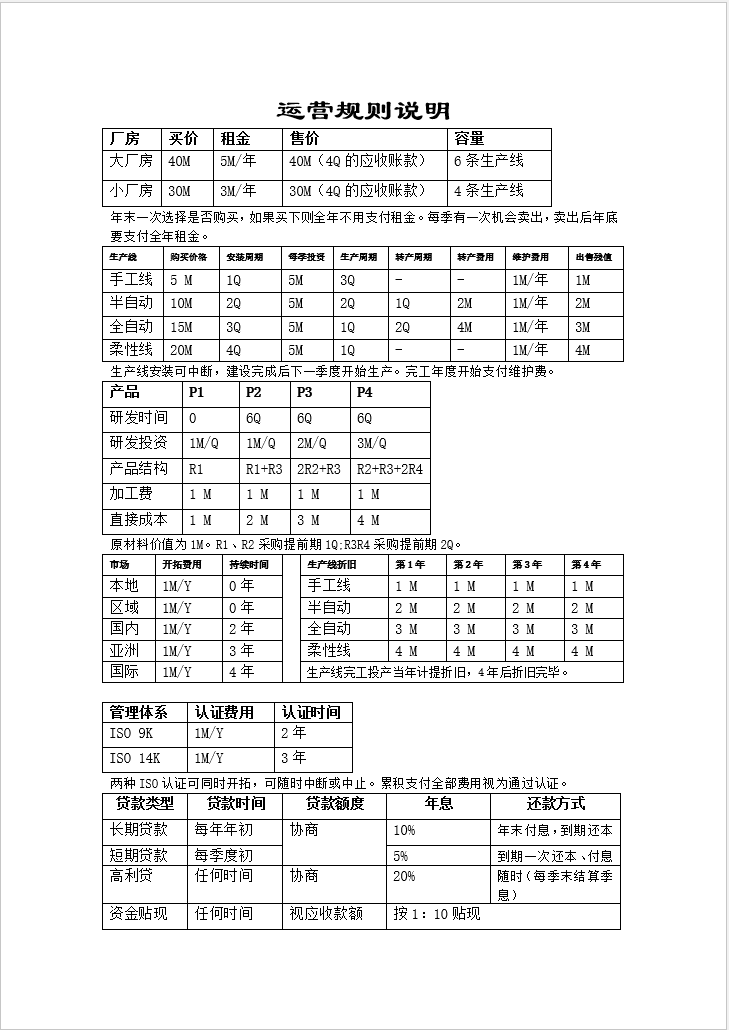 运营规则说明
厂房 买价 租金 售价 容量
大厂房 40M 5M/年 40M（4Q的应收账款） 6条生产线
小厂房 30M 3M/年 30M（4Q的应收账款） 4条生产线
年末一次选择是否购买，如果买下则全年不用支付租金。每季有一次机会卖出，卖出后年底
要支付全年租金。
生产线 购买价格 安装周期 每季投资 生产周期 转产周期 转产费用 维护费用 出售残值
手工线 5 M 1Q 5M 3Q - - 1M/年 1M
半自动 10M 2Q 5M 2Q 1Q 2M 1M/年 2M
全自动 15M 3Q 5M 1Q 2Q 4M 1M/年 3M
柔性线 20M 4Q 5M 1Q - - 1M/年 4M
生产线安装可中断，建设完成后下一季度开始生产。完工年度开始支付维护费。
产品 P1 P2 P3 P4
研发时间 0 6Q 6Q 6Q
研发投资 1M/Q 1M/Q 2M/Q 3M/Q
产品结构 R1 R1+R3 2R2+R3 R2+R3+2R4
加工费 1 M 1 M 1 M 1 M
直接成本 1 M 2 M 3 M 4 M
原材料价值为1M。R1、R2采购提前期1Q;R3R4采购提前期2Q。
市场 开拓费用 持续时间 生产线折旧 第1年 第2年 第3年 第4年
本地 1M/Y 0年 手工线 1 M 1 M 1 M 1 M
区域 1M/Y 0年 半自动 2 M 2 M 2 M 2 M
国内 1M/Y 2年 全自动 3 M 3 M 3 M 3 M
亚洲 1M/Y 3年 柔性线 4 M 4 M 4 M 4 M
国际 1M/Y 4年 生产线完工投产当年计提折旧，4年后折旧完毕。
管理体系 认证费用 认证时间
ISO 9K 1M/Y 2年
ISO 14K 1M/Y 3年
两种ISO认证可同时开拓，可随时中断或中止。累积支付全部费用视为通过认证。
贷款类型 贷款时间 贷款额度 年息 还款方式
长期贷款 每年年初 协商 10% 年末付息，到期还本
短期贷款 每季度初 5% 到期一次还本、付息
高利贷 任何时间 协商 20% 随时（每季末结算季
息）
资金贴现 任何时间 视应收款额 按1：10贴现